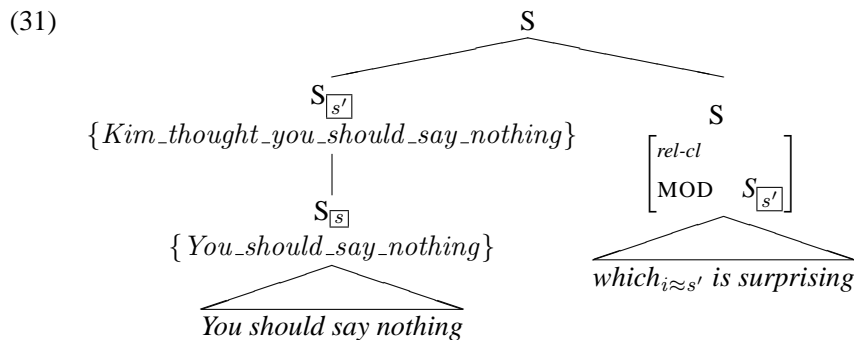 (31)
S
S[s′]
{Kim_thought_you_should_say_nothing}
S
rel-cl
MOD S[s′]
S[s]
{You_should_say_nothing}
which i≈s′ is surprising
You should say nothing